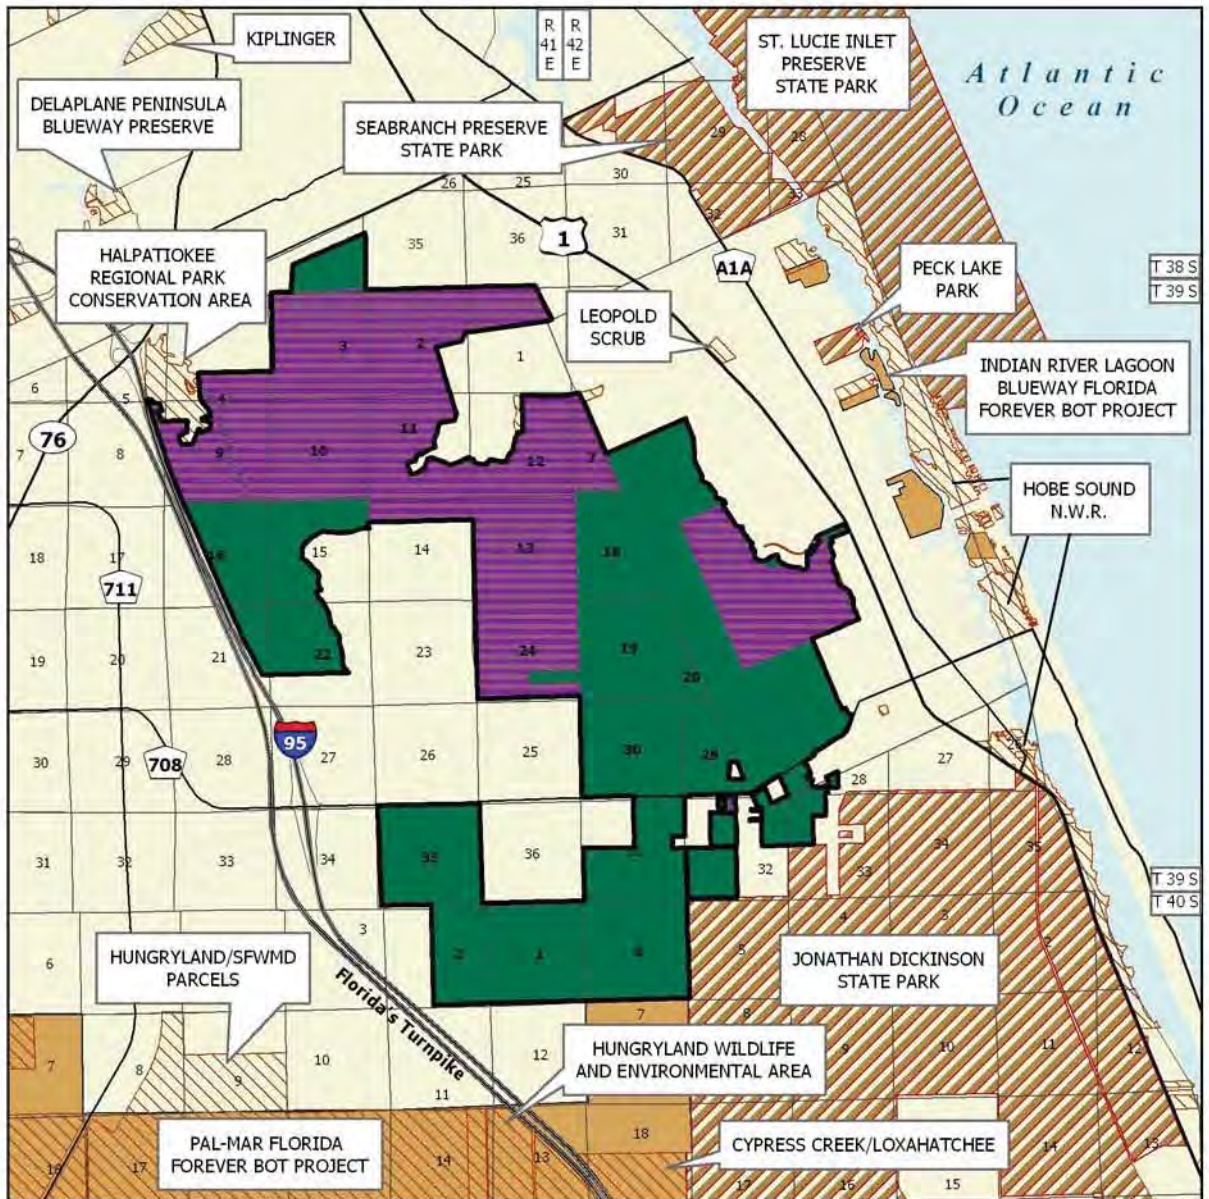 KIPLINGER
R R
41 42
E E
ST. LUCIE INLET
PRESERVE
STATE PARK
Atlantic
Ocean
DELAPLANE PENINSULA
BLUEWAY PRESERVE
SEABRANCH PRESERVE
STATE PARK
29
28
26
25
30
33
32
HALPATIOKEE
REGIONAL PARK
CONSERVATION AREA
35
36
1
31
A1A
PECK LAKE
PARK
T 38 S
T 39 S
LEOPOLD
SCRUB
3
2
1
INDIAN RIVER LAGOON
BLUEWAY FLORIDA
FOREVER BOT PROJECT
6
5
4
76
7
8
9
10
11
12
7
HOBE SOUND
N.W.R.
18
17
16
15
14
13
18
711
19
20
21
22
23
24
19
20
30
29
708
28
95
27
26
25
30
29
28
27
26
31
32
33
34
35
36
32
33
34
35
T 39 S
T 40 S
6
3
2
1
6
5
4
3
2
HUNGRYLAND/SFWMD
PARCELS
JONATHAN DICKINSON
STATE PARK
Florida's Turnpike
7
8
9
10
11
12
7
8
9
10
11
12
HUNGRYLAND WILDLIFE
AND ENVIRONMENTAL AREA
PAL-MAR FLORIDA
FOREVER BOT PROJECT
CYPRESS CREEK/LOXAHATCHEE
18
17
14
13
18
17
16
15
14
13